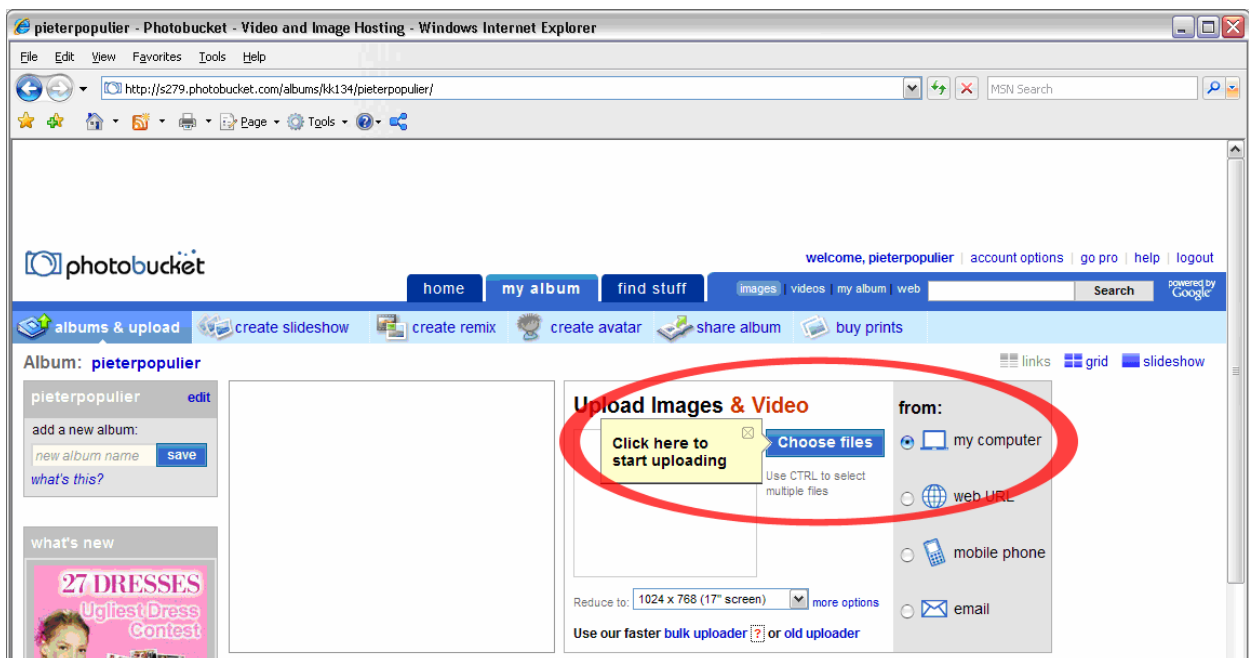 pieterpopulier - Photobucket - Video and Image Hosting - Windows Internet Explorer
File Edit View Favorites Tools Help
http://s279.photobucket.com/albums/kk134/pieterpopulier/ MSN Search
Page Tools
photobucket
welcome, pieterpopulier | account options | go pro | help | logout
home my album find stuff images | videos | my album | web Search powered by Google
albums & upload create slideshow create remix create avatar share album buy prints
Album: pieterpopulier
links grid slideshow
pieterpopulier edit
add a new album:
new album name save
what's this?
what's new
27 DRESSES
Ugliest Dress
Contest
Upload Images & Video
Click here to
start uploading
Choose files
Use CTRL to select
multiple files
Reduce to: 1024 x 768 (17" screen) more options
Use our faster bulk uploader ? or old uploader
from:
my computer
web URL
mobile phone
email